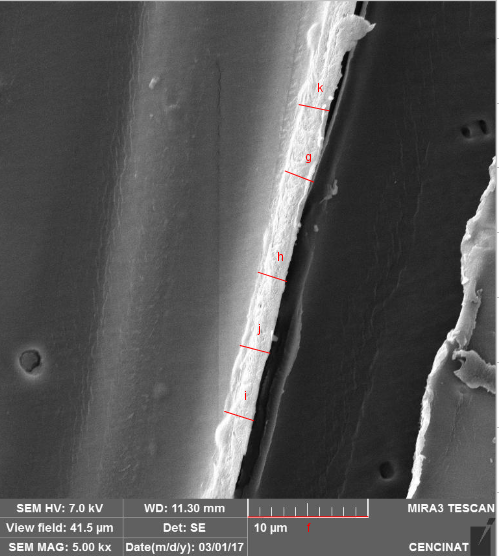 k
g
h
j
i
SEM HV: 7.0 kV WD: 11.30 mm MIRA3 TESCAN
View field: 41.5 µm Det: SE 10 µm f
SEM MAG: 5.00 kx Date(m/d/y): 03/01/17 CENCINAT